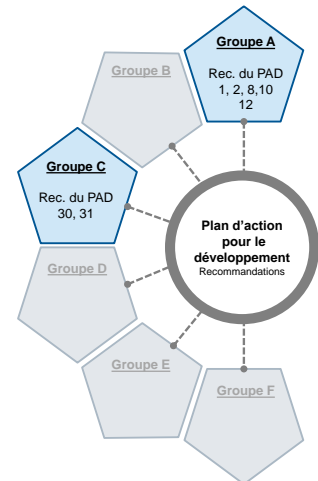 Groupe A
Rec. du PAD
1, 2, 8,10
12
Groupe B
Groupe C
Rec. du PAD
30, 31
Plan d'action
pour le
développement
Recommandations
Groupe D
Groupe E
Groupe F